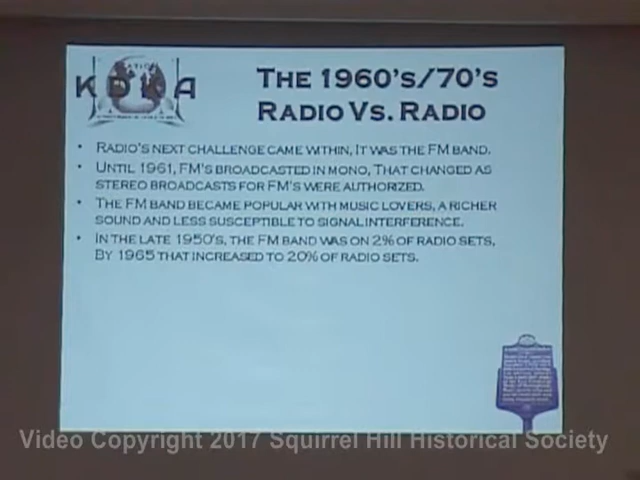 KDKA
THE 1960'S/70'S
RADIO VS. RADIO
• RADIO'S NEXT CHALLENGE CAME WITHIN, IT WAS THE FM BAND.
• UNTIL 1961, FM'S BROADCASTED IN MONO, THAT CHANGED AS
STEREO BROADCASTS FOR FM'S WERE AUTHORIZED.
• THE FM BAND BECAME POPULAR WITH MUSIC LOVERS, A RICHER
SOUND AND LESS SUSCEPTIBLE TO SIGNAL INTERFERENCE.
• IN THE LATE 1950'S, THE FM BAND WAS ON 2% OF RADIO SETS,
BY 1965 THAT INCREASED TO 20% OF RADIO SETS.
Video Copyright 2017 Squirrel Hill Historical Society